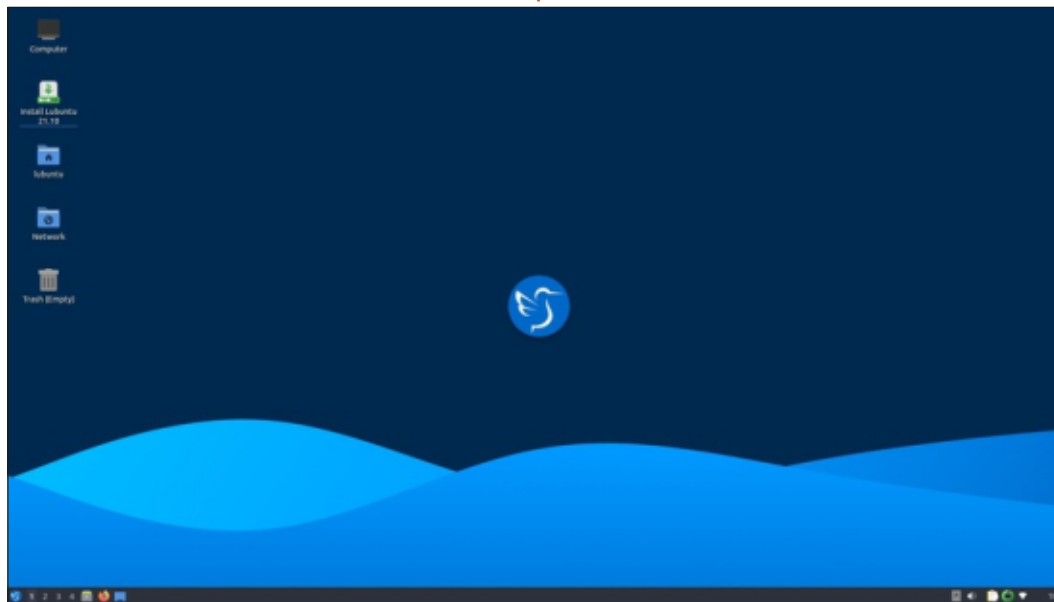 Computer
Install Lubuntu
21.10
lubuntu
Network
Trash (Empty)
1 2 3 4